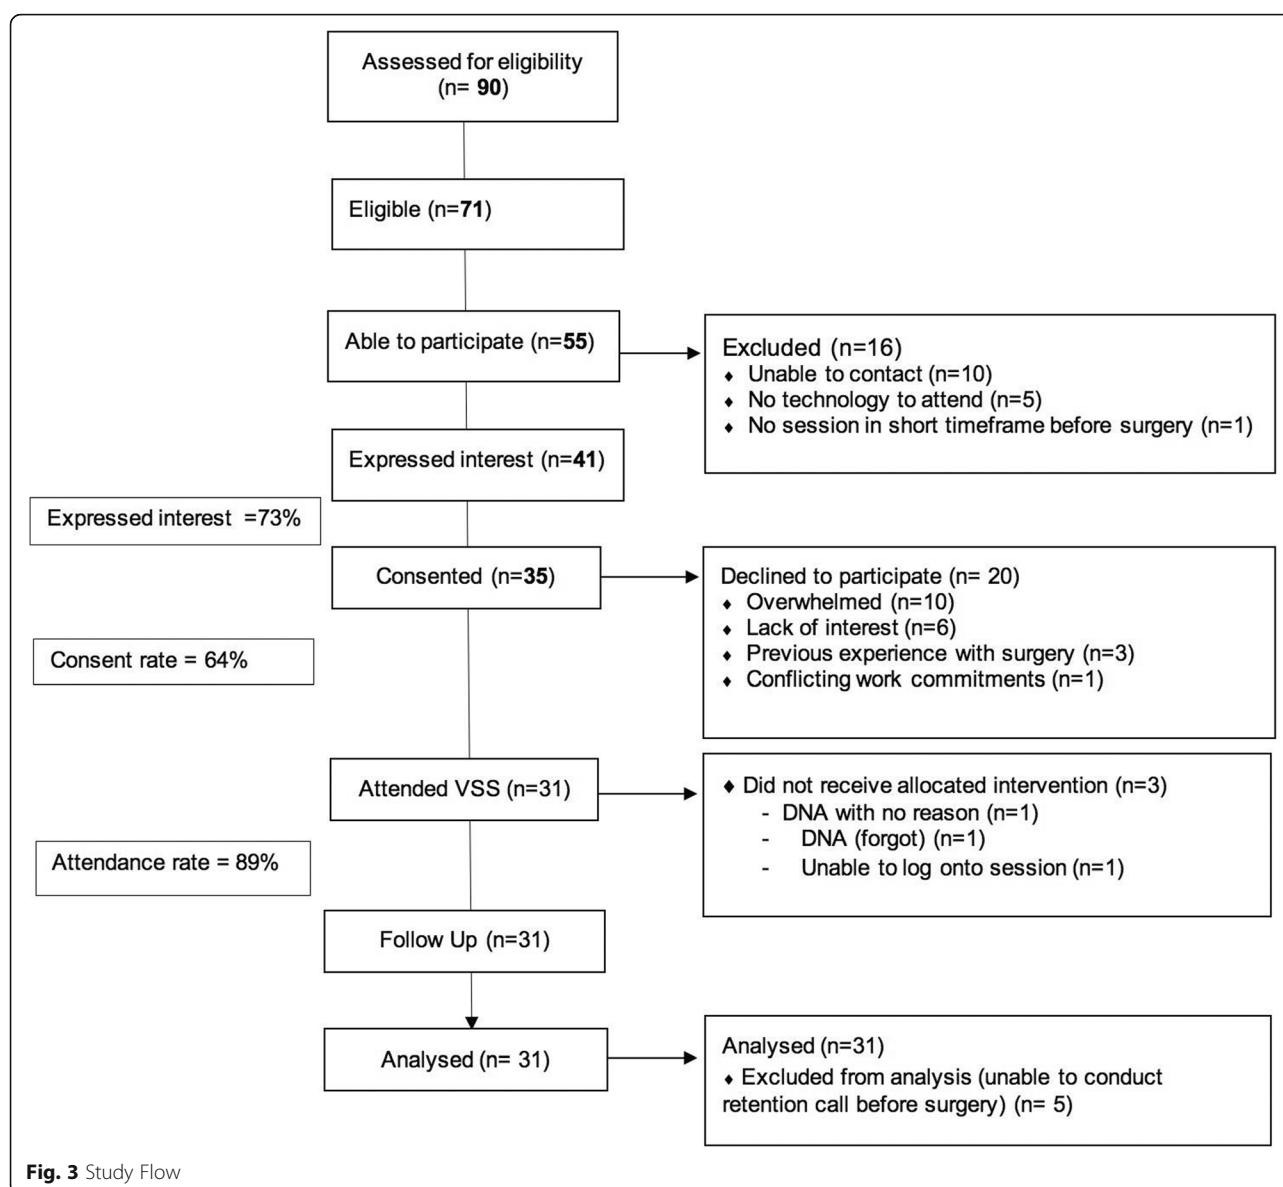 Assessed for eligibility
(n= 90)
Eligible (n=71)
Able to participate (n=55)
Excluded (n=16)
♦ Unable to contact (n=10)
♦ No technology to attend (n=5)
♦ No session in short timeframe before surgery (n=1)
Expressed interest (n=41)
Expressed interest =73%
Consented (n=35)
Declined to participate (n= 20)
♦ Overwhelmed (n=10)
♦ Lack of interest (n=6)
♦ Previous experience with surgery (n=3)
♦ Conflicting work commitments (n=1)
Consent rate = 64%
Attended VSS (n=31)
♦ Did not receive allocated intervention (n=3)
- DNA with no reason (n=1)
- DNA (forgot) (n=1)
- Unable to log onto session (n=1)
Attendance rate = 89%
Follow Up (n=31)
Analysed (n= 31)
Analysed (n=31)
♦ Excluded from analysis (unable to conduct
retention call before surgery) (n= 5)
Fig. 3 Study Flow